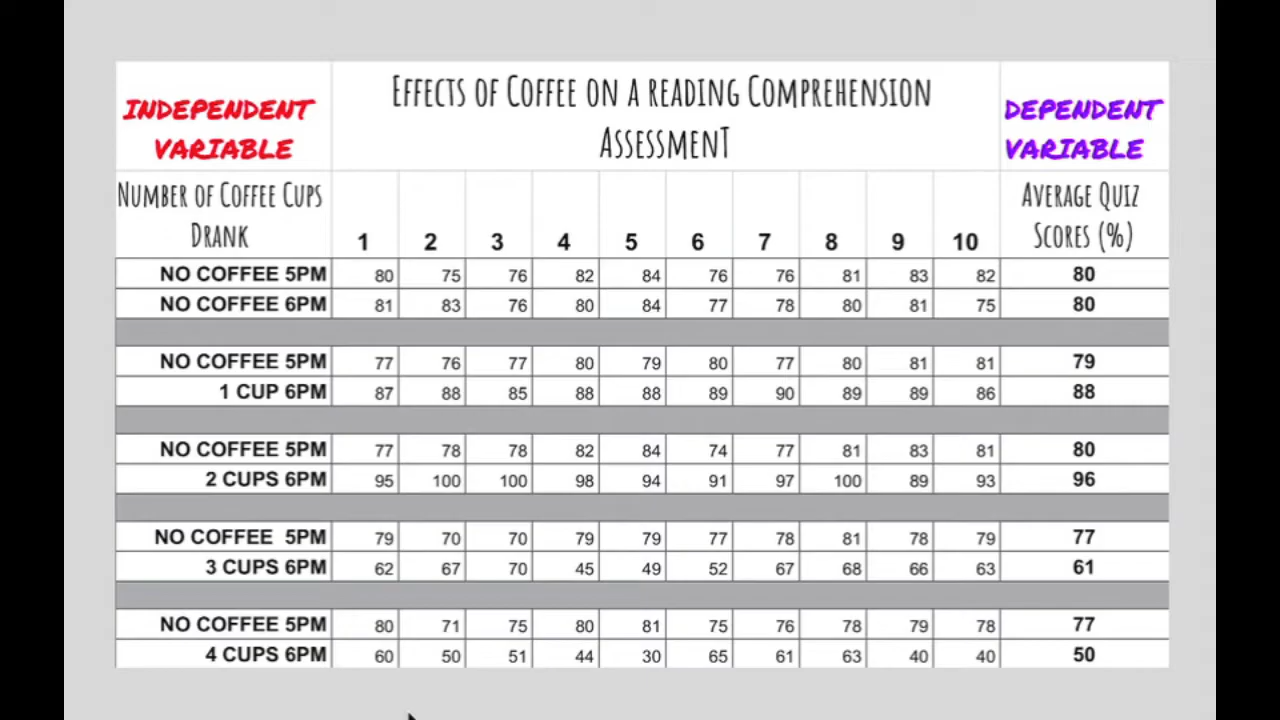 INDEPENDENT VARIABLE
EFFECTS OF COFFEE ON A READING COMPREHENSION ASSESSMENT
DEPENDENT VARIABLE
NUMBER OF COFFEE CUPS DRANK 1 2 3 4 5 6 7 8 9 10 AVERAGE QUIZ SCORES (%)
NO COFFEE 5PM 80 75 76 82 84 76 76 81 83 82 80
NO COFFEE 6PM 81 83 76 80 84 77 78 80 81 75 80
NO COFFEE 5PM 77 76 77 80 79 80 77 80 81 81 79
1 CUP 6PM 87 88 85 88 88 89 90 89 89 86 88
NO COFFEE 5PM 77 78 78 82 84 74 77 81 83 81 80
2 CUPS 6PM 95 100 100 98 94 91 97 100 89 93 96
NO COFFEE 5PM 79 70 70 79 79 77 78 81 78 79 77
3 CUPS 6PM 62 67 70 45 49 52 67 68 66 63 61
NO COFFEE 5PM 80 71 75 80 81 75 76 78 79 78 77
4 CUPS 6PM 60 50 51 44 30 65 61 63 40 40 50